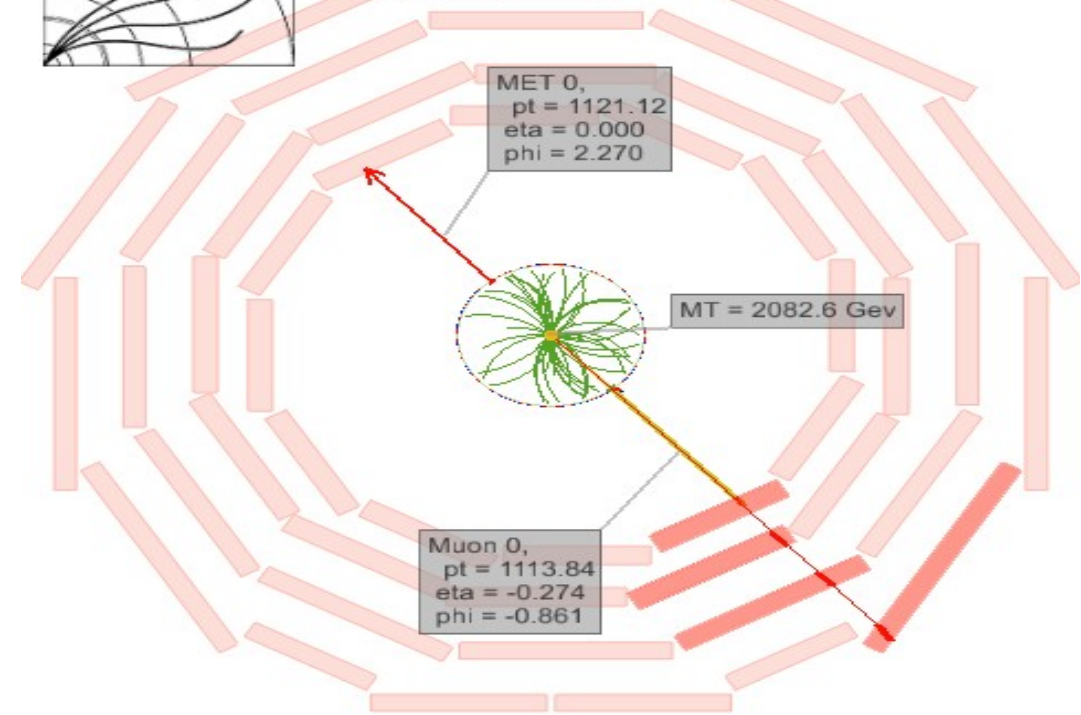 MET 0,
pt = 1121.12
eta = 0.000
phi = 2.270
MT = 2082.6 Gev
Muon 0,
pt = 1113.84
eta = -0.274
phi = -0.861